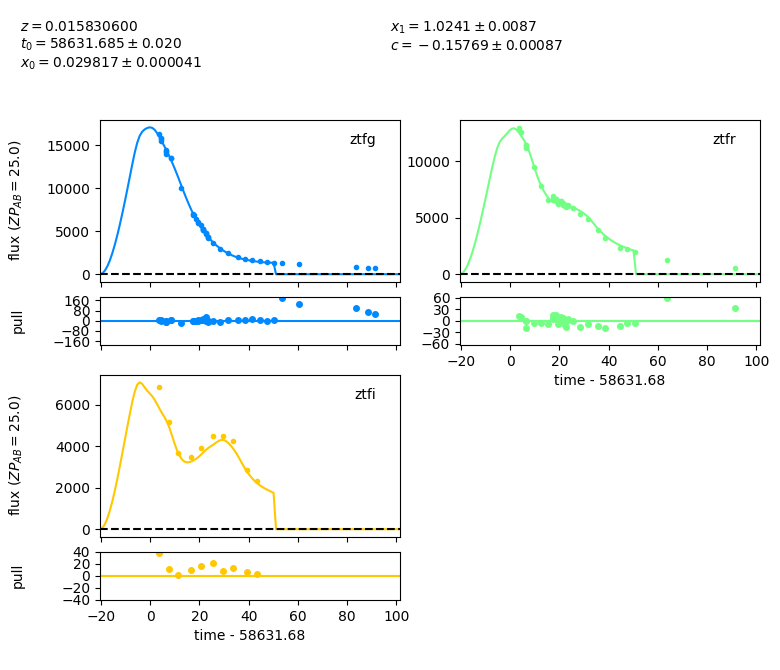 z = 0.015830600
t0 = 58631.685 ± 0.020
x0 = 0.029817 ± 0.000041
x1 = 1.0241 ± 0.0087
c = −0.15769 ± 0.00087
ztfg
flux (ZPAB = 25.0)
15000
10000
5000
0
pull
160
80
0
−80
−160
ztfr
10000
5000
0
60
30
0
−30
−60
−20 0 20 40 60 80 100
time - 58631.68
ztfi
flux (ZPAB = 25.0)
6000
4000
2000
0
pull
40
20
0
−20
−40
−20 0 20 40 60 80 100
time - 58631.68